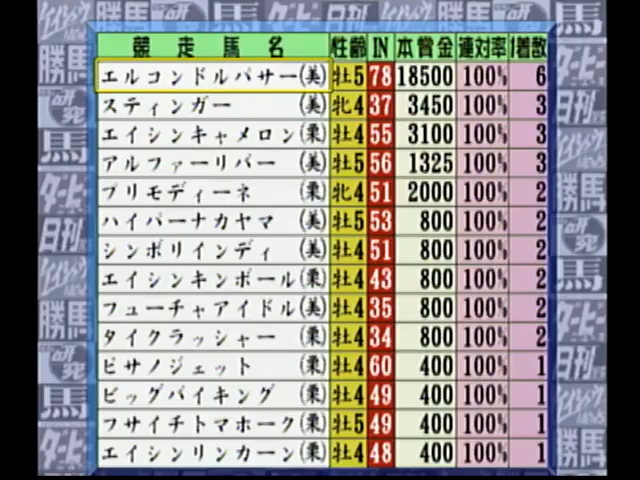 競走馬名 性齢 IN 本賞金 連対率 1着数
エルコンドルパサー(美) 牡5 78 18500 100% 6
スティンガー (美) 牝4 37 3450 100% 3
エイシンキャメロン(栗) 牡4 55 3100 100% 3
アルファーリバー (美) 牡5 56 1325 100% 3
プリモディーネ (栗) 牝4 51 2000 100% 2
ハイパーナカヤマ (美) 牡5 53 800 100% 2
シンボリインディ (美) 牡4 51 800 100% 2
エイシンキンボール(栗) 牡4 43 800 100% 2
フューチャアイドル(美) 牡4 35 800 100% 2
タイクラッシャー (栗) 牡4 34 800 100% 2
ピサノジェット (栗) 牡4 60 400 100% 1
ビッグバイキング (栗) 牡4 49 400 100% 1
フサイチトマホーク(栗) 牡5 49 400 100% 1
エイシンリンカーン(栗) 牡4 48 400 100% 1